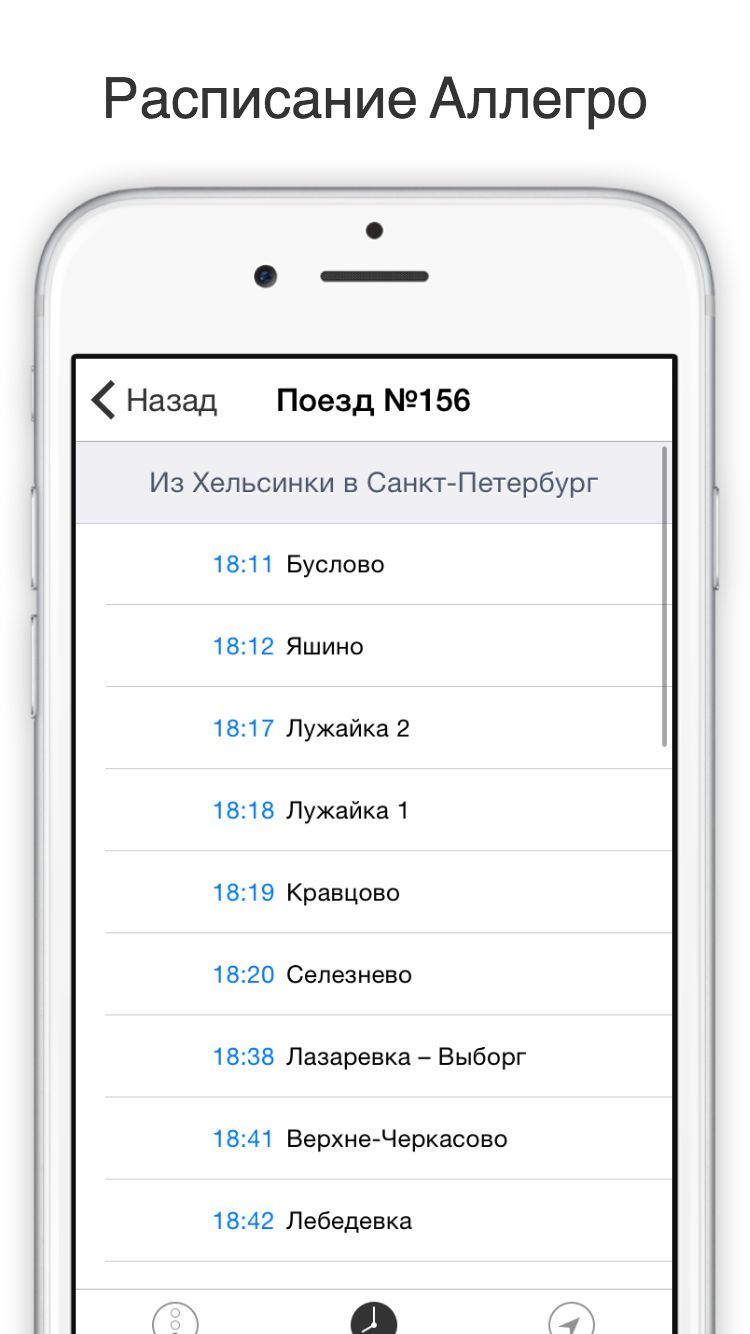 Расписание Аллегро
Назад Поезд №156
Из Хельсинки в Санкт-Петербург
18:11 Буслово
18:12 Яшино
18:17 Лужайка 2
18:18 Лужайка 1
18:19 Кравцово
18:20 Селезнево
18:38 Лазаревка – Выборг
18:41 Верхне-Черкасово
18:42 Лебедевка